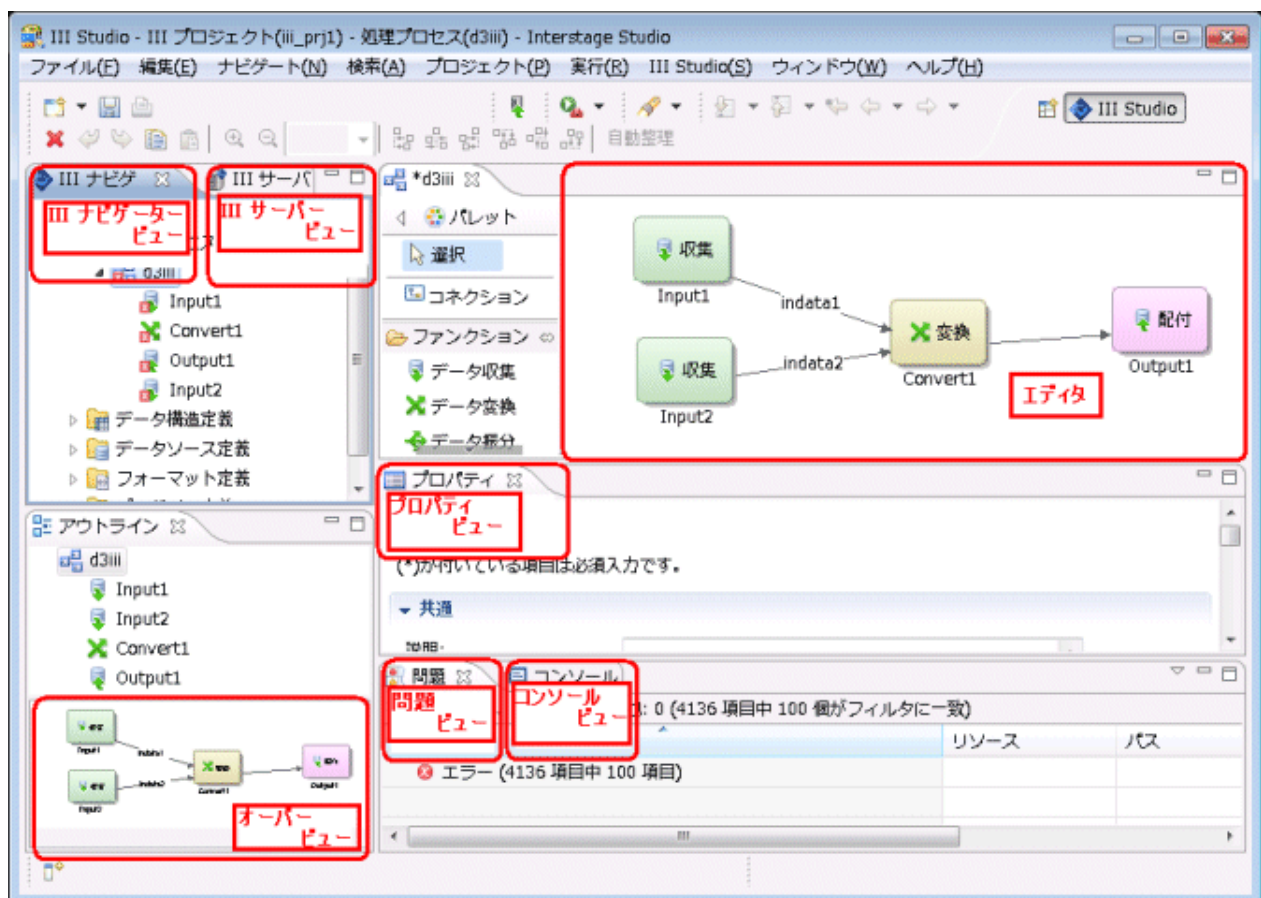 III Studio - III プロジェクト(iii_prj1) - 処理プロセス(d3iii) - Interstage Studio
ファイル(F) 編集(E) ナビゲート(N) 検索(A) プロジェクト(P) 実行(R) III Studio(S) ウィンドウ(W) ヘルプ(H)
III Studio
自動整理
III ナビゲ
III サーバ
III ナビゲーター
ビュー
III サーバー
ビュー
d3iii
Input1
Convert1
Output1
Input2
データ構造定義
データソース定義
フォーマット定義
*d3iii
パレット
選択
コネクション
ファンクション
データ収集
データ変換
データ振分
収集
Input1
indata1
収集
Input2
indata2
変換
Convert1
配付
Output1
エディタ
アウトライン
d3iii
Input1
Input2
Convert1
Output1
オーバー
ビュー
プロパティ
プロパティ
ビュー
(*)が付いている項目は必須入力です。
共通
問題
コンソール
問題
ビュー
コンソール
ビュー
: 0 (4136 項目中 100 個がフィルタに一致)
リソース
パス
エラー (4136 項目中 100 項目)